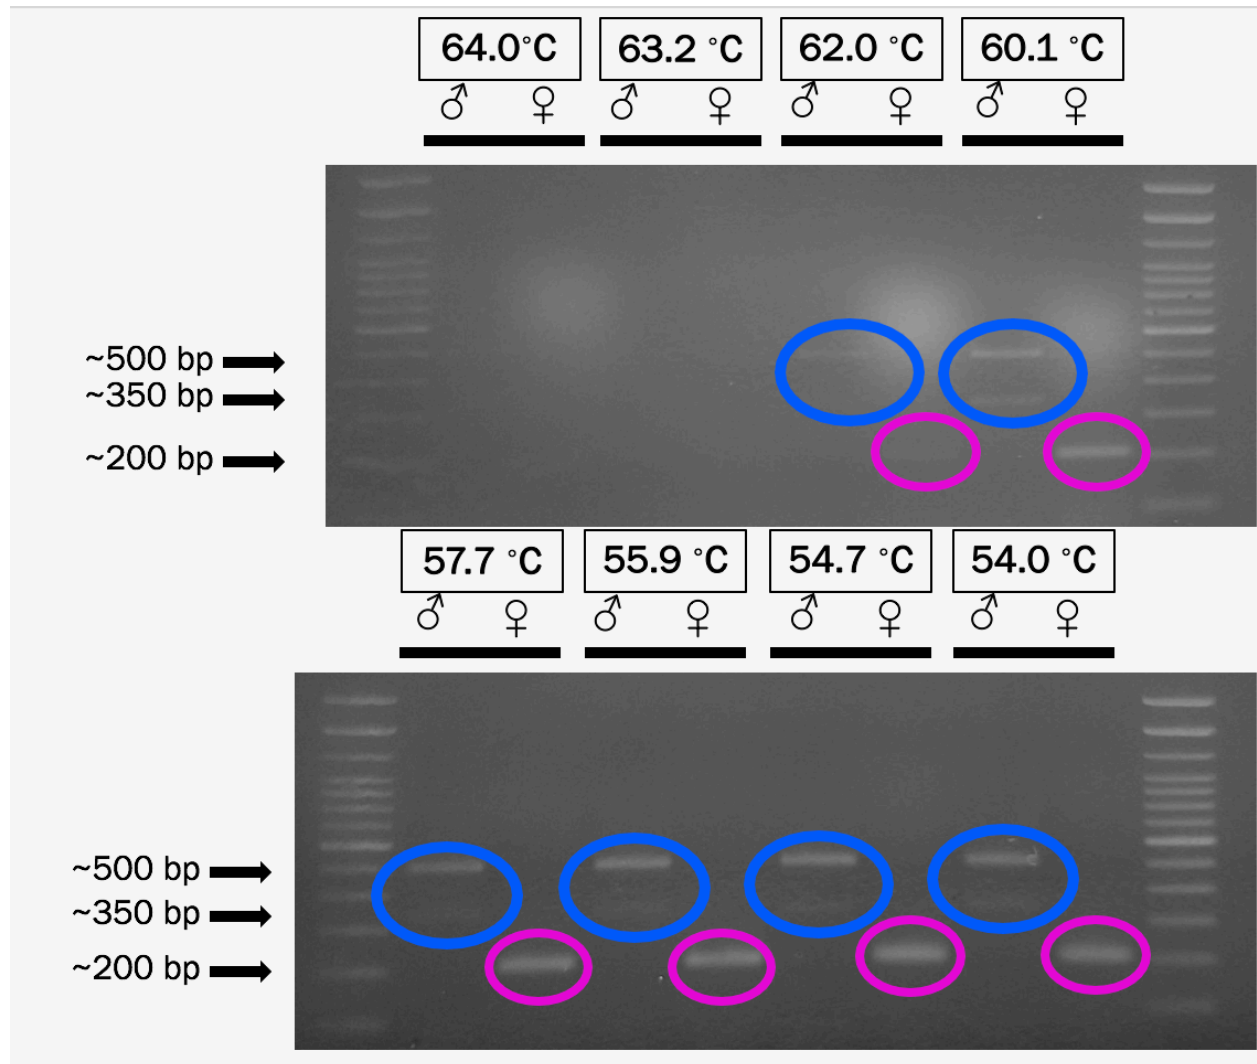 64.0°C 63.2 °C 62.0 °C 60.1 °C
♂ ♀ ♂ ♀ ♂ ♀ ♂ ♀
~500 bp
~350 bp
~200 bp
57.7 °C 55.9 °C 54.7 °C 54.0 °C
♂ ♀ ♂ ♀ ♂ ♀ ♂ ♀
~500 bp
~350 bp
~200 bp